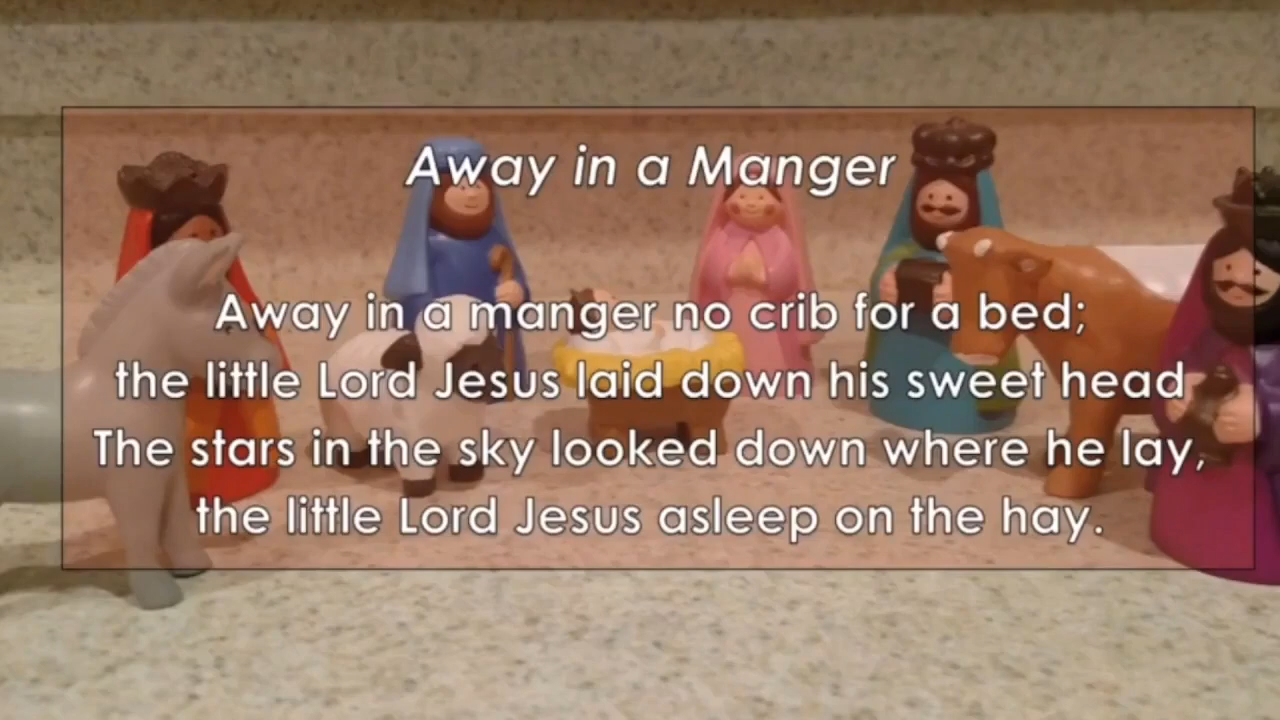 Away in a Manger
Away in a manger no crib for a bed;
the little Lord Jesus laid down his sweet head
The stars in the sky looked down where he lay,
the little Lord Jesus asleep on the hay.